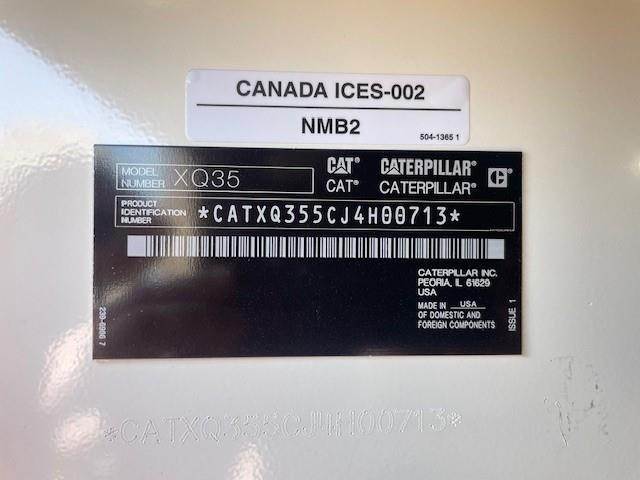 CANADA ICES-002
NMB2
504-1365 1
MODEL NUMBER XQ35
CAT® CATERPILLAR®
CAT® CATERPILLAR®
PRODUCT IDENTIFICATION NUMBER *CATXQ355CJ4H00713*
CATERPILLAR INC.
PEORIA, IL 61629
USA
MADE IN USA
OF DOMESTIC AND
FOREIGN COMPONENTS
ISSUE 1
*CATXQ355CJ4H00713*